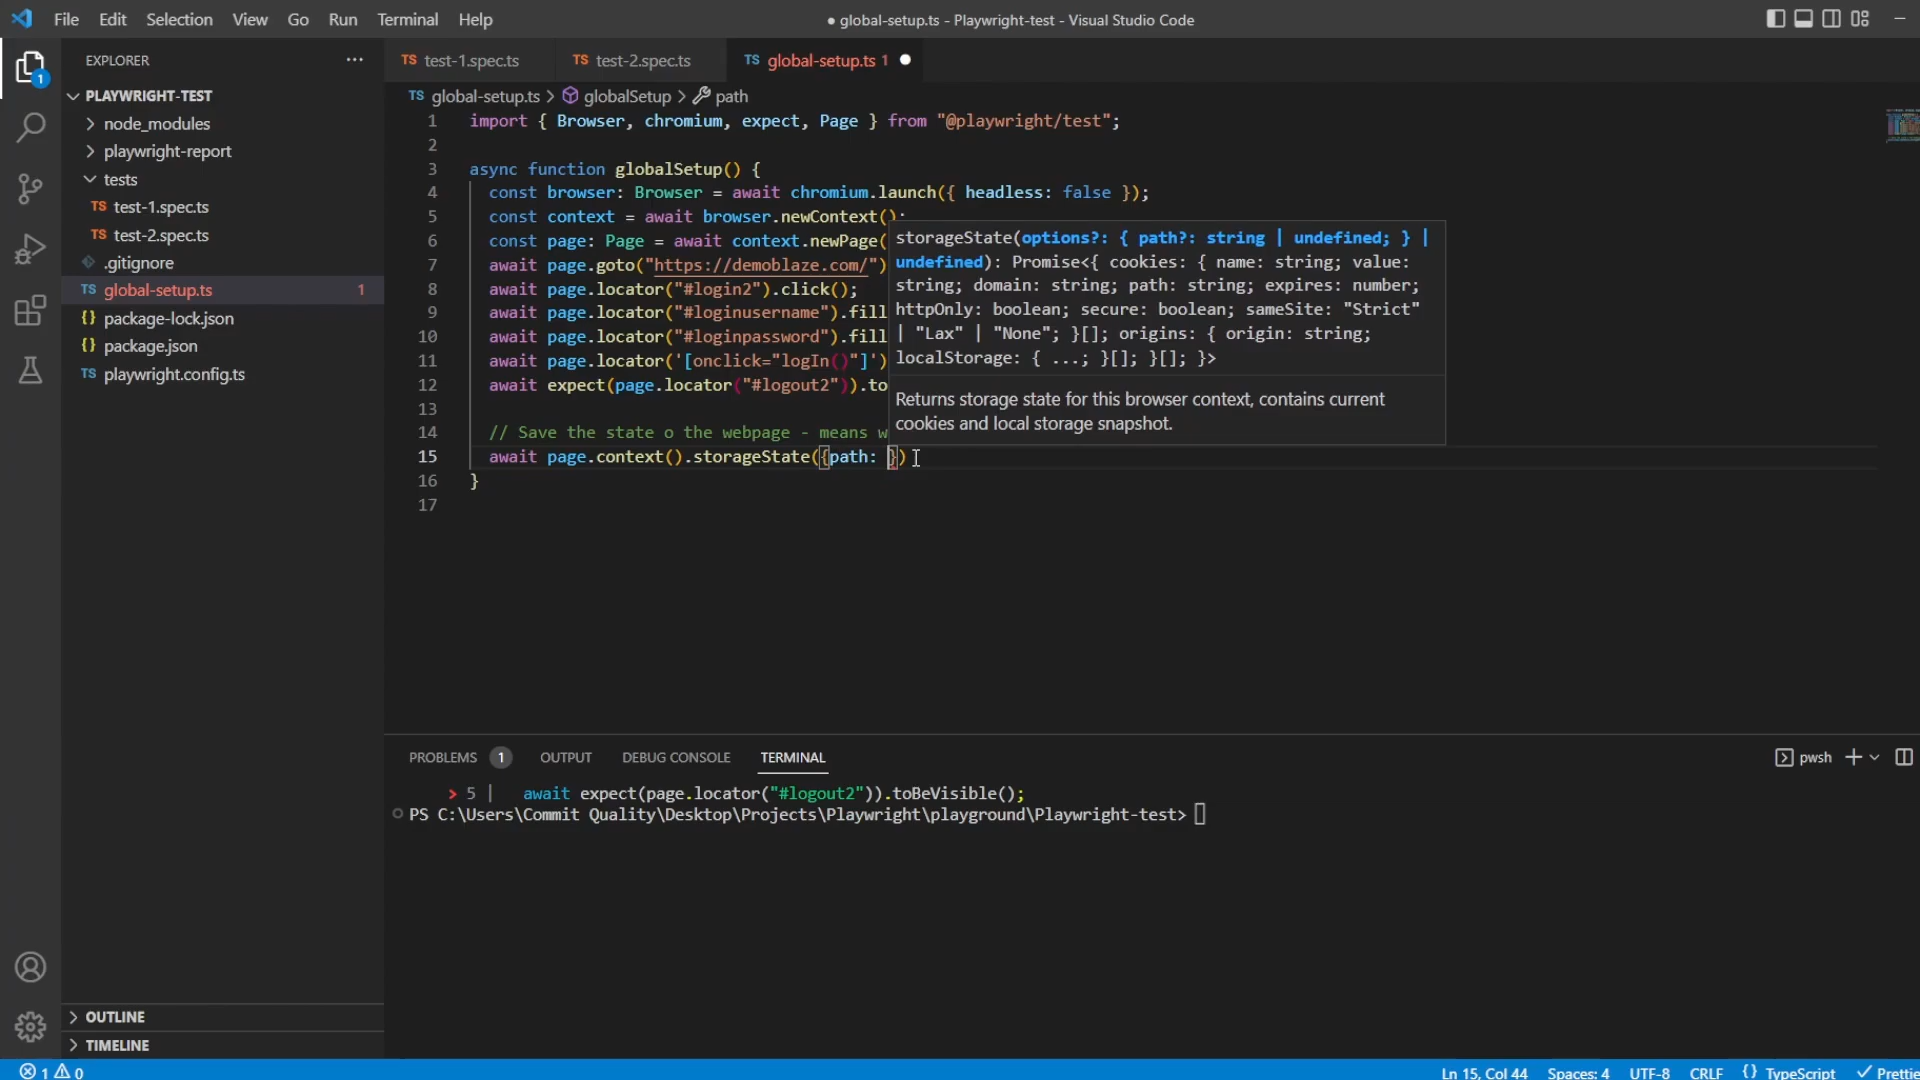 File Edit Selection View Go Run Terminal Help
● global-setup.ts - Playwright-test - Visual Studio Code
EXPLORER ···
TS test-1.spec.ts TS test-2.spec.ts TS global-setup.ts 1
PLAYWRIGHT-TEST
TS global-setup.ts > globalSetup > path
node_modules
playwright-report
tests
TS test-1.spec.ts
TS test-2.spec.ts
.gitignore
TS global-setup.ts 1
{} package-lock.json
{} package.json
TS playwright.config.ts
1 import { Browser, chromium, expect, Page } from "@playwright/test";
2
3 async function globalSetup() {
4 const browser: Browser = await chromium.launch({ headless: false });
5 const context = await browser.newContext();
6 const page: Page = await context.newPage(
7 await page.goto("https://demoblaze.com/")
8 await page.locator("#login2").click();
9 await page.locator("#loginusername").fill
10 await page.locator("#loginpassword").fill
11 await page.locator('[onclick="logIn()"]')
12 await expect(page.locator("#logout2")).to
13
14 // Save the state o the webpage - means w
15 await page.context().storageState({path: })
16 }
17
storageState(options?: { path?: string | undefined; } |
undefined): Promise<{ cookies: { name: string; value:
string; domain: string; path: string; expires: number;
httpOnly: boolean; secure: boolean; sameSite: "Strict"
| "Lax" | "None"; }[]; origins: { origin: string;
localStorage: { ...; }[]; }[]; }>
Returns storage state for this browser context, contains current
cookies and local storage snapshot.
PROBLEMS 1 OUTPUT DEBUG CONSOLE TERMINAL
pwsh
> 5 | await expect(page.locator("#logout2")).toBeVisible();
PS C:\Users\Commit Quality\Desktop\Projects\Playwright\playground\Playwright-test>
OUTLINE
TIMELINE
1
1 0
Ln 15, Col 44 Spaces: 4 UTF-8 CRLF {} TypeScript Prettie